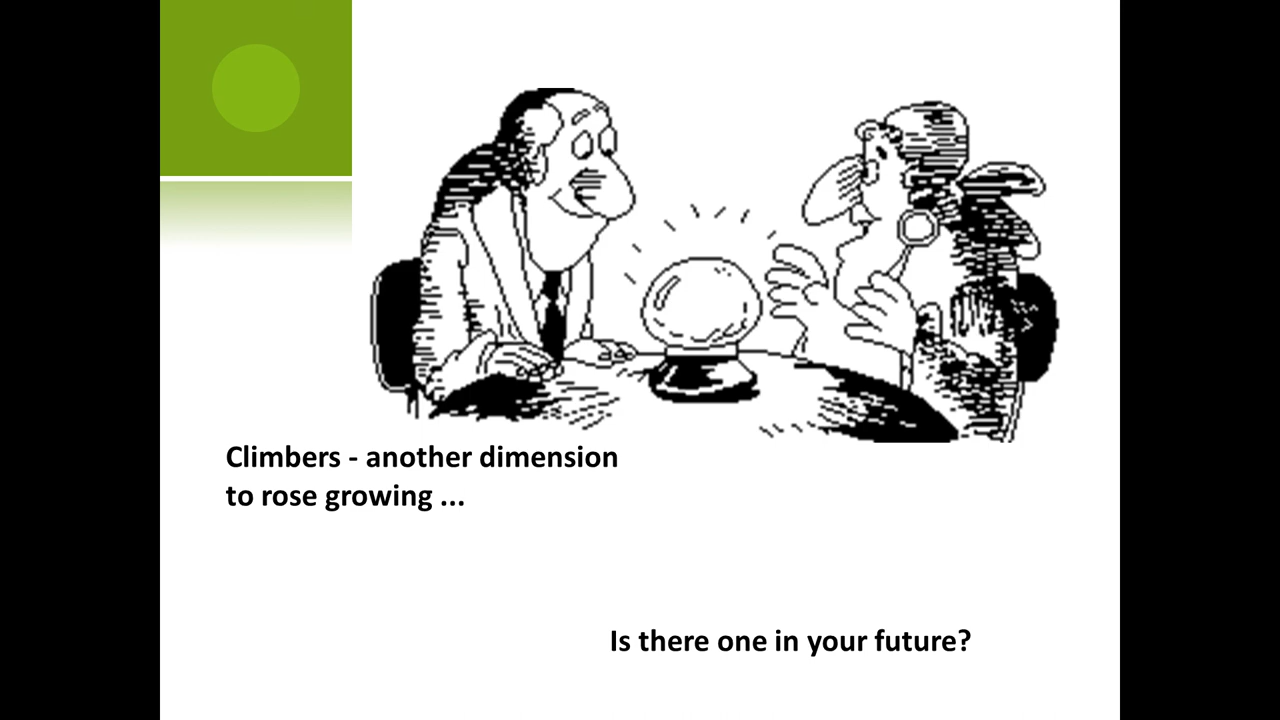 Climbers - another dimension
to rose growing ...
Is there one in your future?